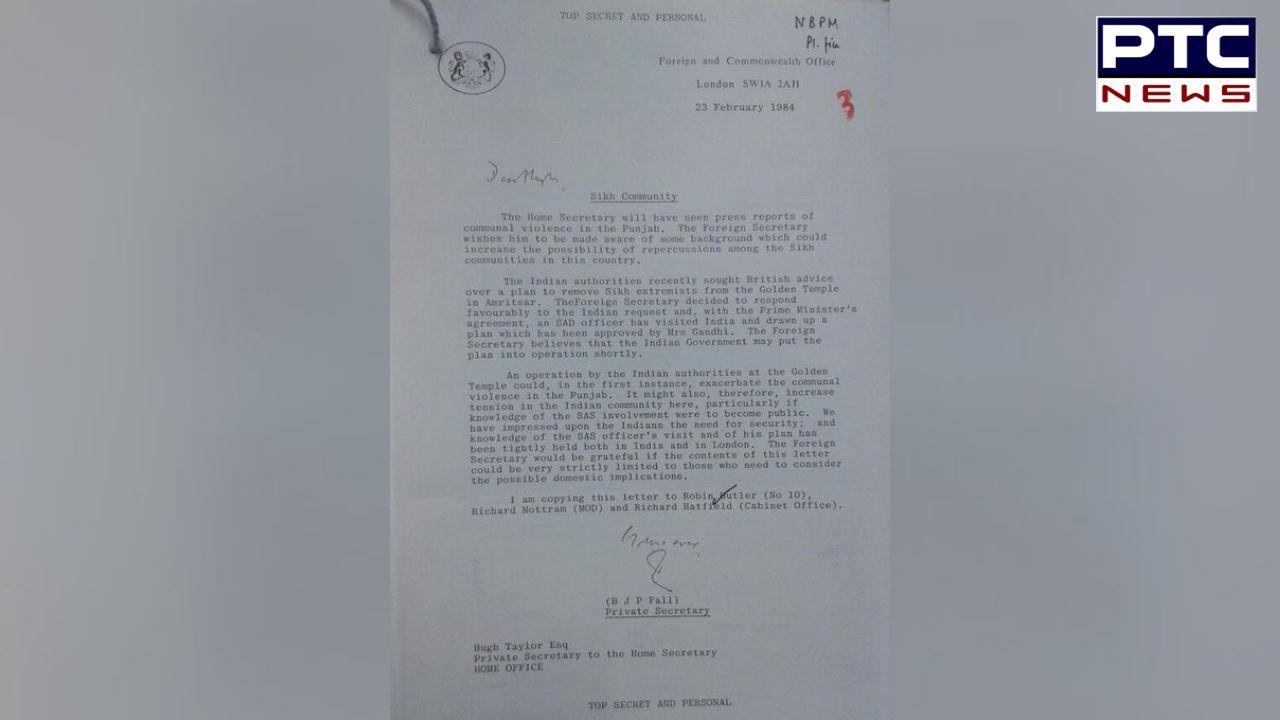 TOP SECRET AND PERSONAL
NBPM
Pl. file
PTC
NEWS
Foreign and Commonwealth Office
London SW1A 2AH
23 February 1984
3
Dear Hugh,
Sikh Community
The Home Secretary will have seen press reports of
communal violence in the Punjab. The Foreign Secretary
wishes him to be made aware of some background which could
increase the possibility of repercussions among the Sikh
communities in this country.
The Indian authorities recently sought British advice
over a plan to remove Sikh extremists from the Golden Temple
in Amritsar. TheForeign Secretary decided to respond
favourably to the Indian request and, with the Prime Minister's
agreement, an SAD officer has visited India and drawn up a
plan which has been approved by Mrs Gandhi. The Foreign
Secretary believes that the Indian Government may put the
plan into operation shortly.
An operation by the Indian authorities at the Golden
Temple could, in the first instance, exacerbate the communal
violence in the Punjab. It might also, therefore, increase
tension in the Indian community here, particularly if
knowledge of the SAS involvement were to become public. We
have impressed upon the Indians the need for security; and
knowledge of the SAS officer's visit and of his plan has
been tightly held both in India and in London. The Foreign
Secretary would be grateful if the contents of this letter
could be very strictly limited to those who need to consider
the possible domestic implications.
I am copying this letter to Robin Butler (No 10),
Richard Mottram (MOD) and Richard Hatfield (Cabinet Office).
Yours ever,
(B J P Fall)
Private Secretary
Hugh Taylor Esq
Private Secretary to the Home Secretary
HOME OFFICE
TOP SECRET AND PERSONAL